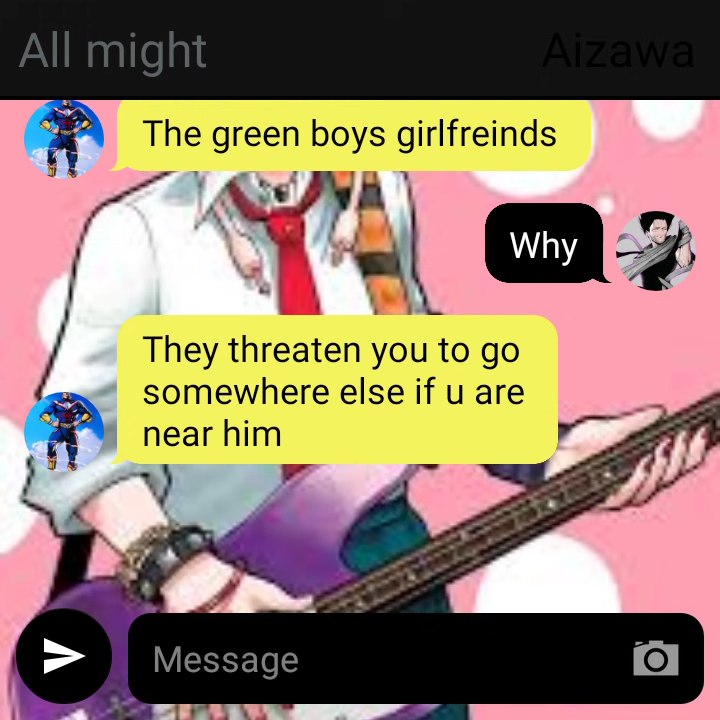 All might
Aizawa
The green boys girlfreinds
Why
They threaten you to go
somewhere else if u are
near him
Message